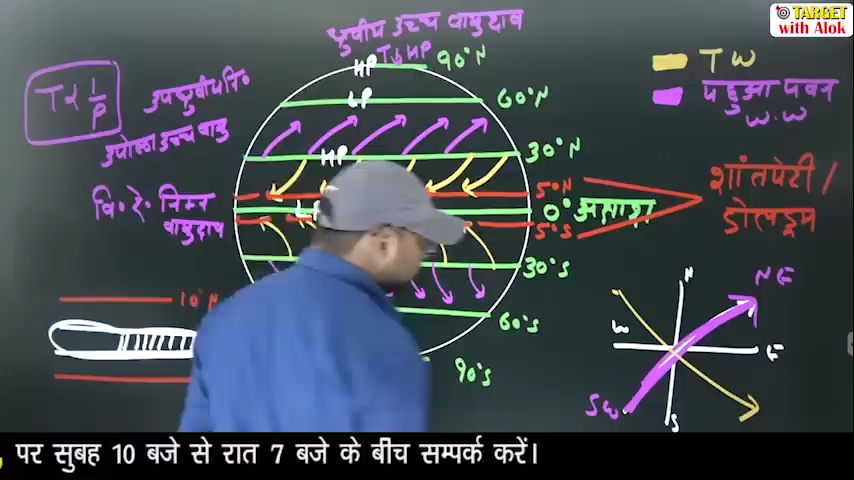 TARGET
with Alok
ध्रुवीय उच्च वायुदाब
T↓HP
HP 90°N
LP 60°N
T ∝ 1/P
उपध्रुवीय नि॰
उपोष्ण उच्च वायु
HP 30°N
5°N
वि॰ रे॰ निम्न
वायुदाब
0° अक्षांश
5°S
30°S
60°S
90°S
TW
पछुआ पवन
W.W
शांतपेटी /
डोलड्रम
10°N
N
NE
W
E
SW
S
पर सुबह 10 बजे से रात 7 बजे के बीच सम्पर्क करें।